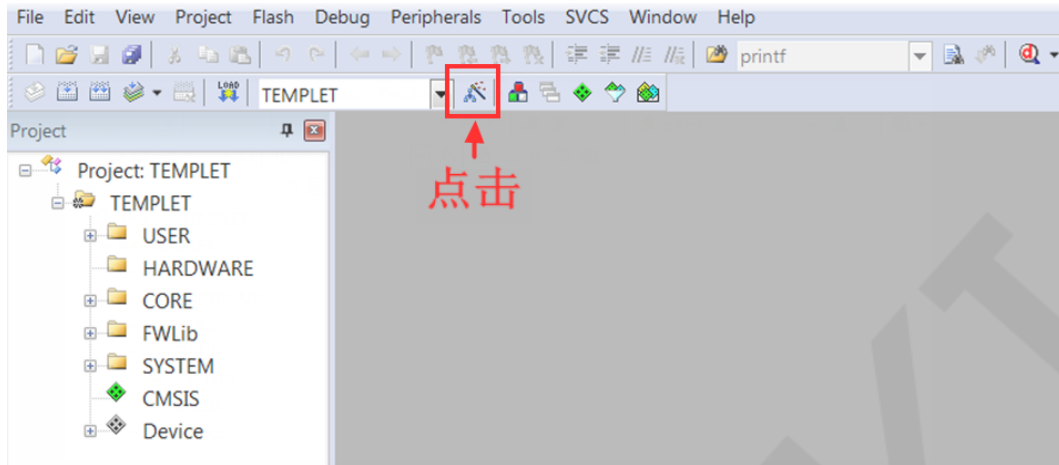 File Edit View Project Flash Debug Peripherals Tools SVCS Window Help
printf
LOAD TEMPLET
Project
点击
Project: TEMPLET
TEMPLET
USER
HARDWARE
CORE
FWLib
SYSTEM
CMSIS
Device